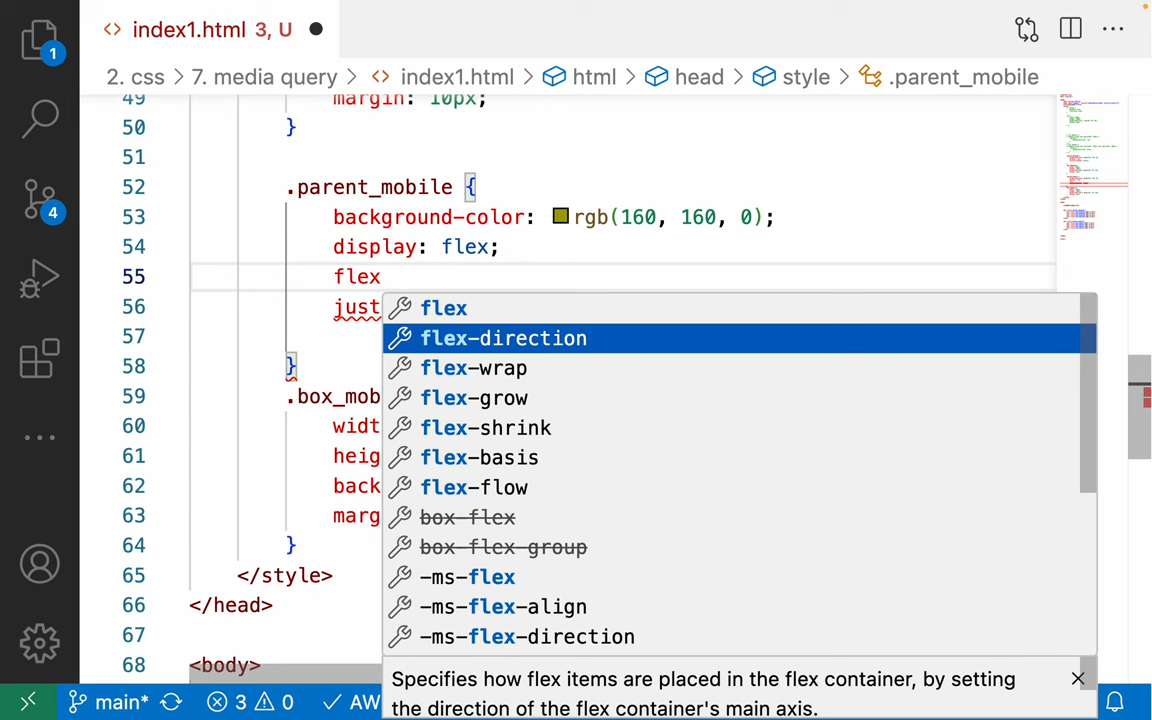 1
<> index1.html 3, U ●
2. css > 7. media query > <> index1.html > html > head > style > .parent_mobile
49 margin: 10px;
50 }
51
52 .parent_mobile {
53 background-color: rgb(160, 160, 0);
54 display: flex;
55 flex
56 just
57
58 }
59 .box_mob
60 widt
61 heig
62 back
63 marg
64 }
65 </style>
66 </head>
67
68 <body>
flex
flex-direction
flex-wrap
flex-grow
flex-shrink
flex-basis
flex-flow
box-flex
box-flex-group
-ms-flex
-ms-flex-align
-ms-flex-direction
Specifies how flex items are placed in the flex container, by setting
the direction of the flex container's main axis.
4
main* 3 0 AW